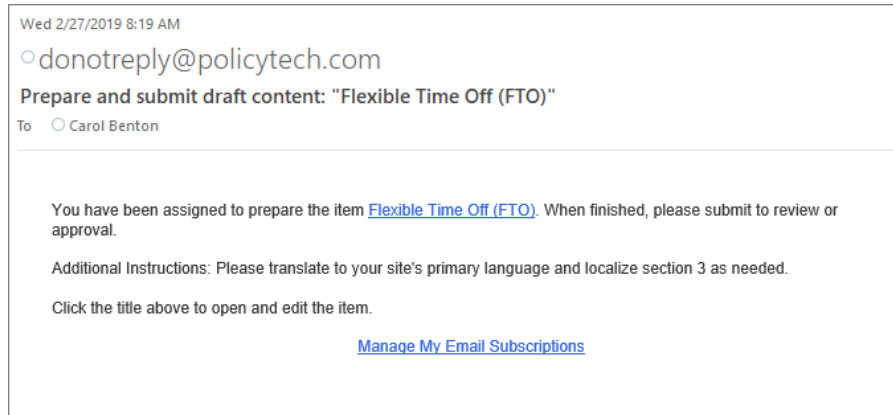 Wed 2/27/2019 8:19 AM
donotreply@policytech.com
Prepare and submit draft content: "Flexible Time Off (FTO)"
To Carol Benton
You have been assigned to prepare the item Flexible Time Off (FTO). When finished, please submit to review or
approval.
Additional Instructions: Please translate to your site's primary language and localize section 3 as needed.
Click the title above to open and edit the item.
Manage My Email Subscriptions